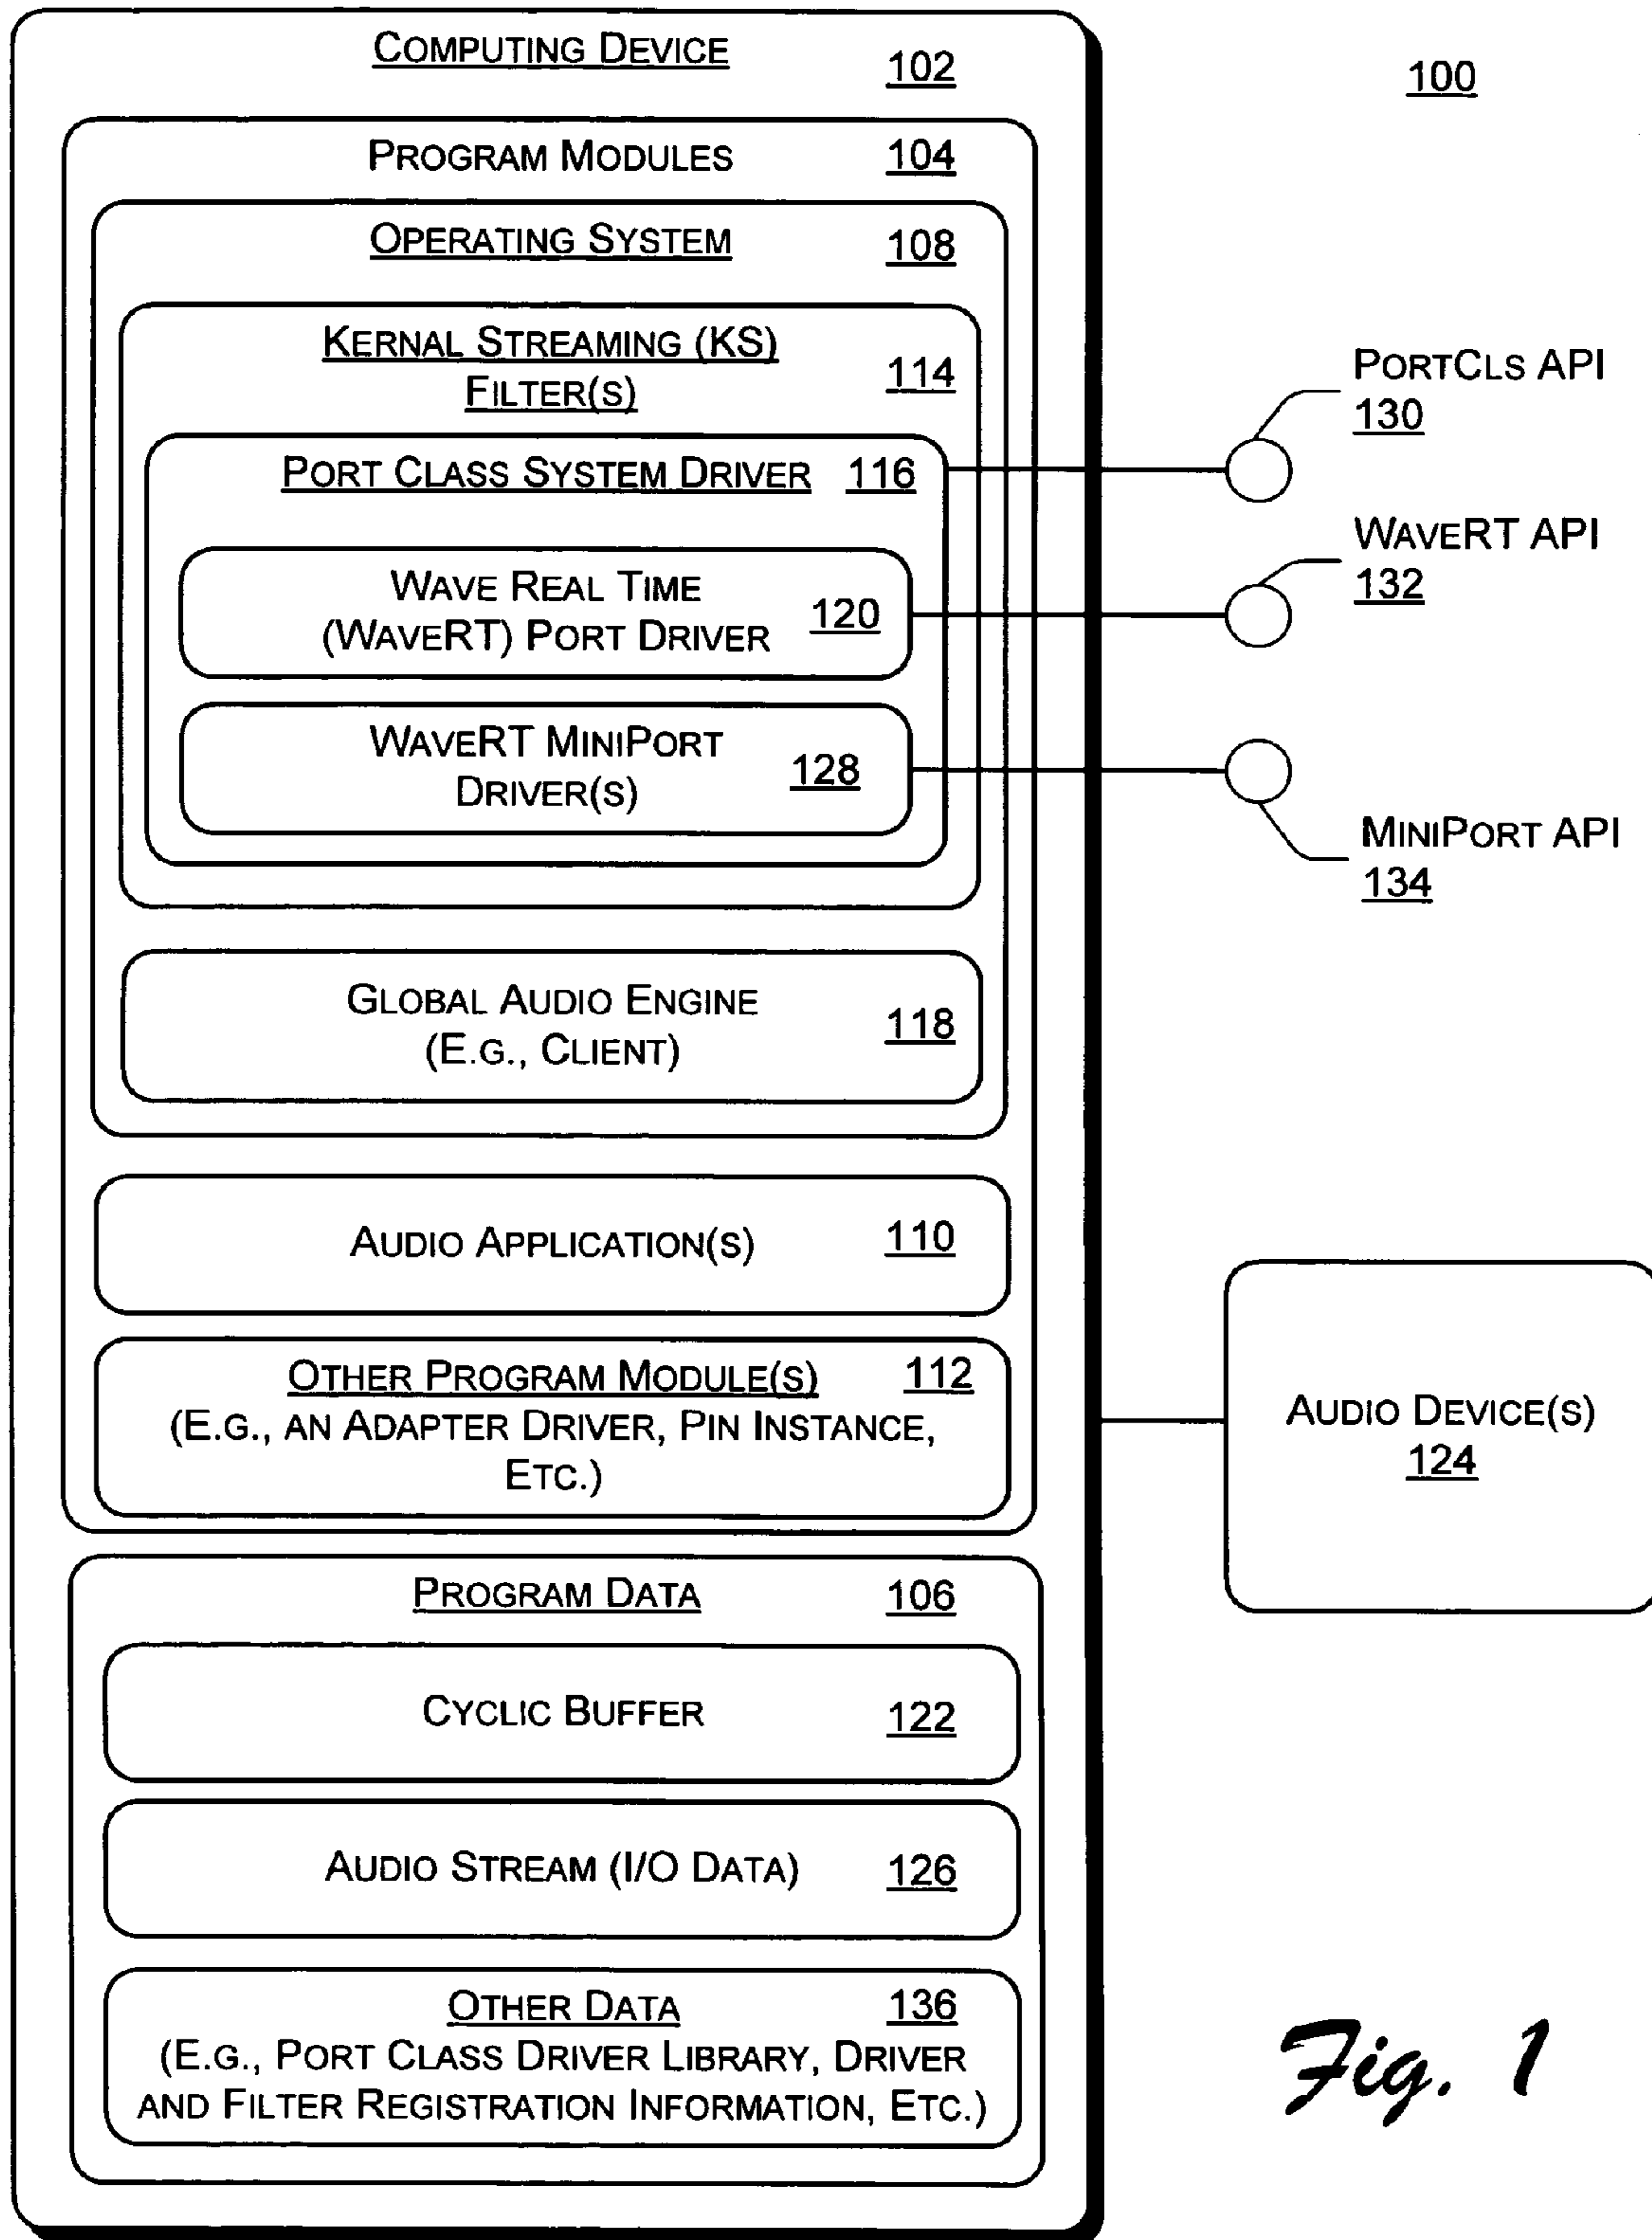 COMPUTING DEVICE 102
100
PROGRAM MODULES 104
OPERATING SYSTEM 108
KERNAL STREAMING (KS)
FILTER(S) 114
PORT CLASS SYSTEM DRIVER 116
WAVE REAL TIME
(WAVERT) PORT DRIVER 120
WAVERT MINIPORT
DRIVER(S) 128
PORTCLS API
130
WAVERT API
132
MINIPORT API
134
GLOBAL AUDIO ENGINE
(E.G., CLIENT) 118
AUDIO APPLICATION(S) 110
OTHER PROGRAM MODULE(S) 112
(E.G., AN ADAPTER DRIVER, PIN INSTANCE,
ETC.)
AUDIO DEVICE(S)
124
PROGRAM DATA 106
CYCLIC BUFFER 122
AUDIO STREAM (I/O DATA) 126
OTHER DATA 136
(E.G., PORT CLASS DRIVER LIBRARY, DRIVER
AND FILTER REGISTRATION INFORMATION, ETC.)
Fig. 1